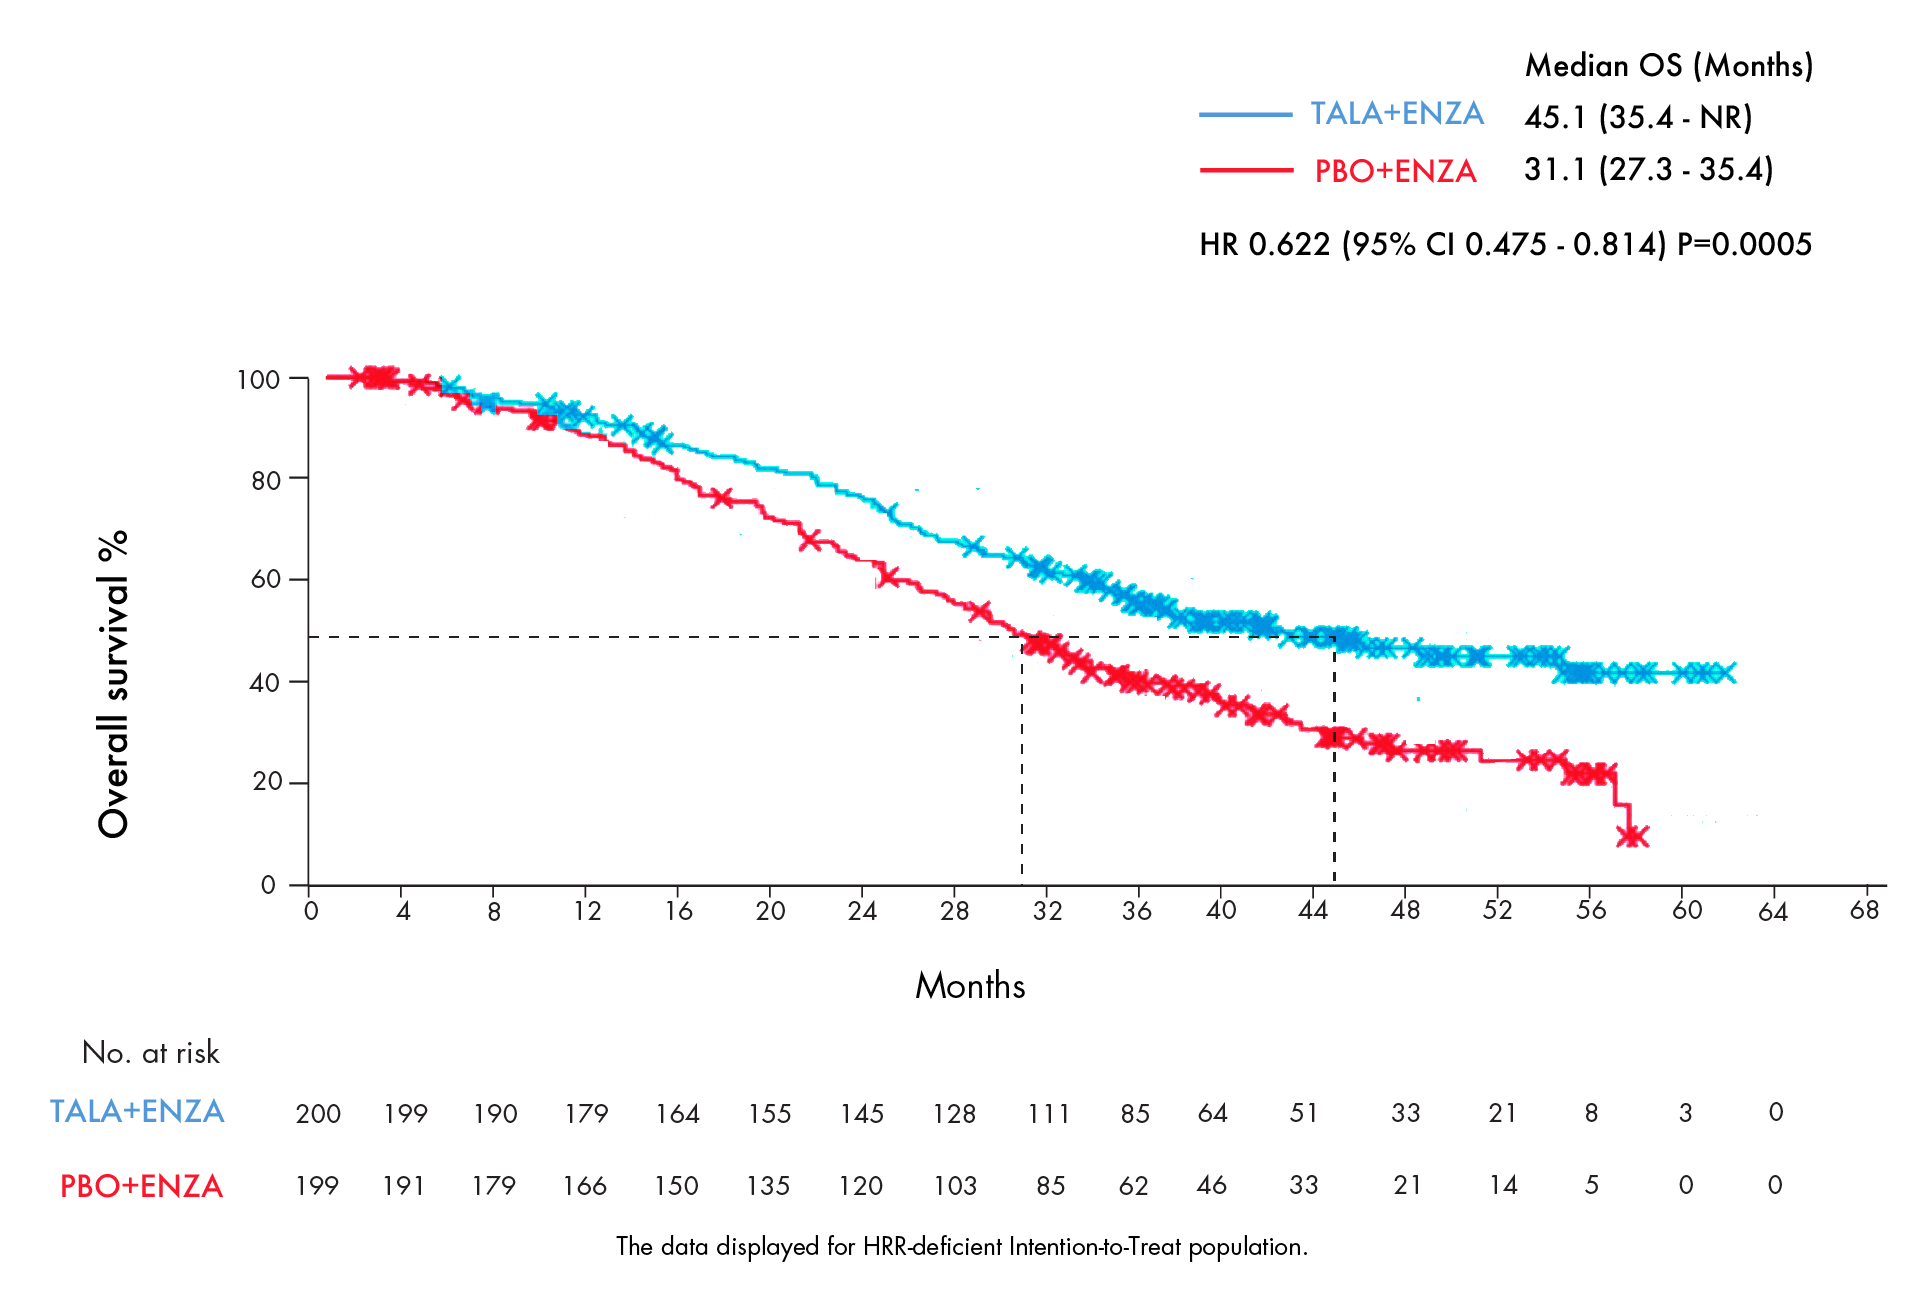 Median OS (Months)
TALA+ENZA 45.1 (35.4 - NR)
PBO+ENZA 31.1 (27.3 - 35.4)
HR 0.622 (95% CI 0.475 - 0.814) P=0.0005
Overall survival %
100
80
60
40
20
0
0 4 8 12 16 20 24 28 32 36 40 44 48 52 56 60 64 68
Months
No. at risk
TALA+ENZA 200 199 190 179 164 155 145 128 111 85 64 51 33 21 8 3 0
PBO+ENZA 199 191 179 166 150 135 120 103 85 62 46 33 21 14 5 0 0
The data displayed for HRR-deficient Intention-to-Treat population.